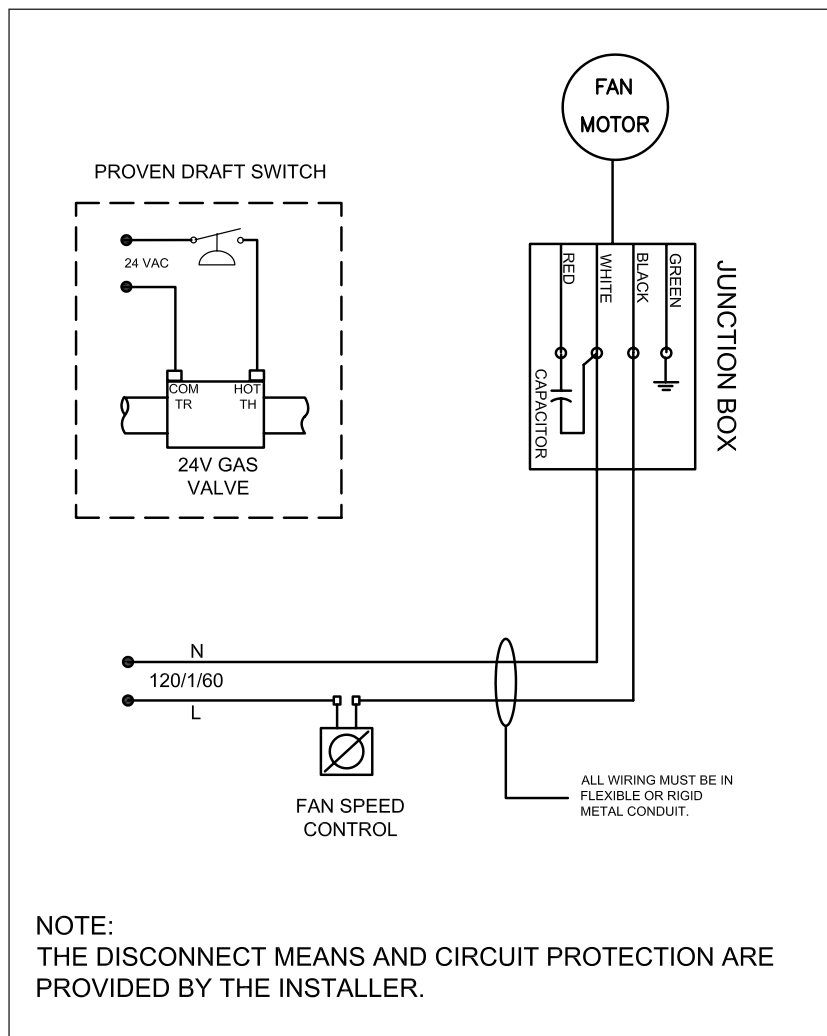 FAN
MOTOR
PROVEN DRAFT SWITCH
24 VAC
COM
TR
HOT
TH
24V GAS
VALVE
RED
WHITE
BLACK
GREEN
CAPACITOR
JUNCTION BOX
N
120/1/60
L
FAN SPEED
CONTROL
ALL WIRING MUST BE IN
FLEXIBLE OR RIGID
METAL CONDUIT.
NOTE:
THE DISCONNECT MEANS AND CIRCUIT PROTECTION ARE
PROVIDED BY THE INSTALLER.